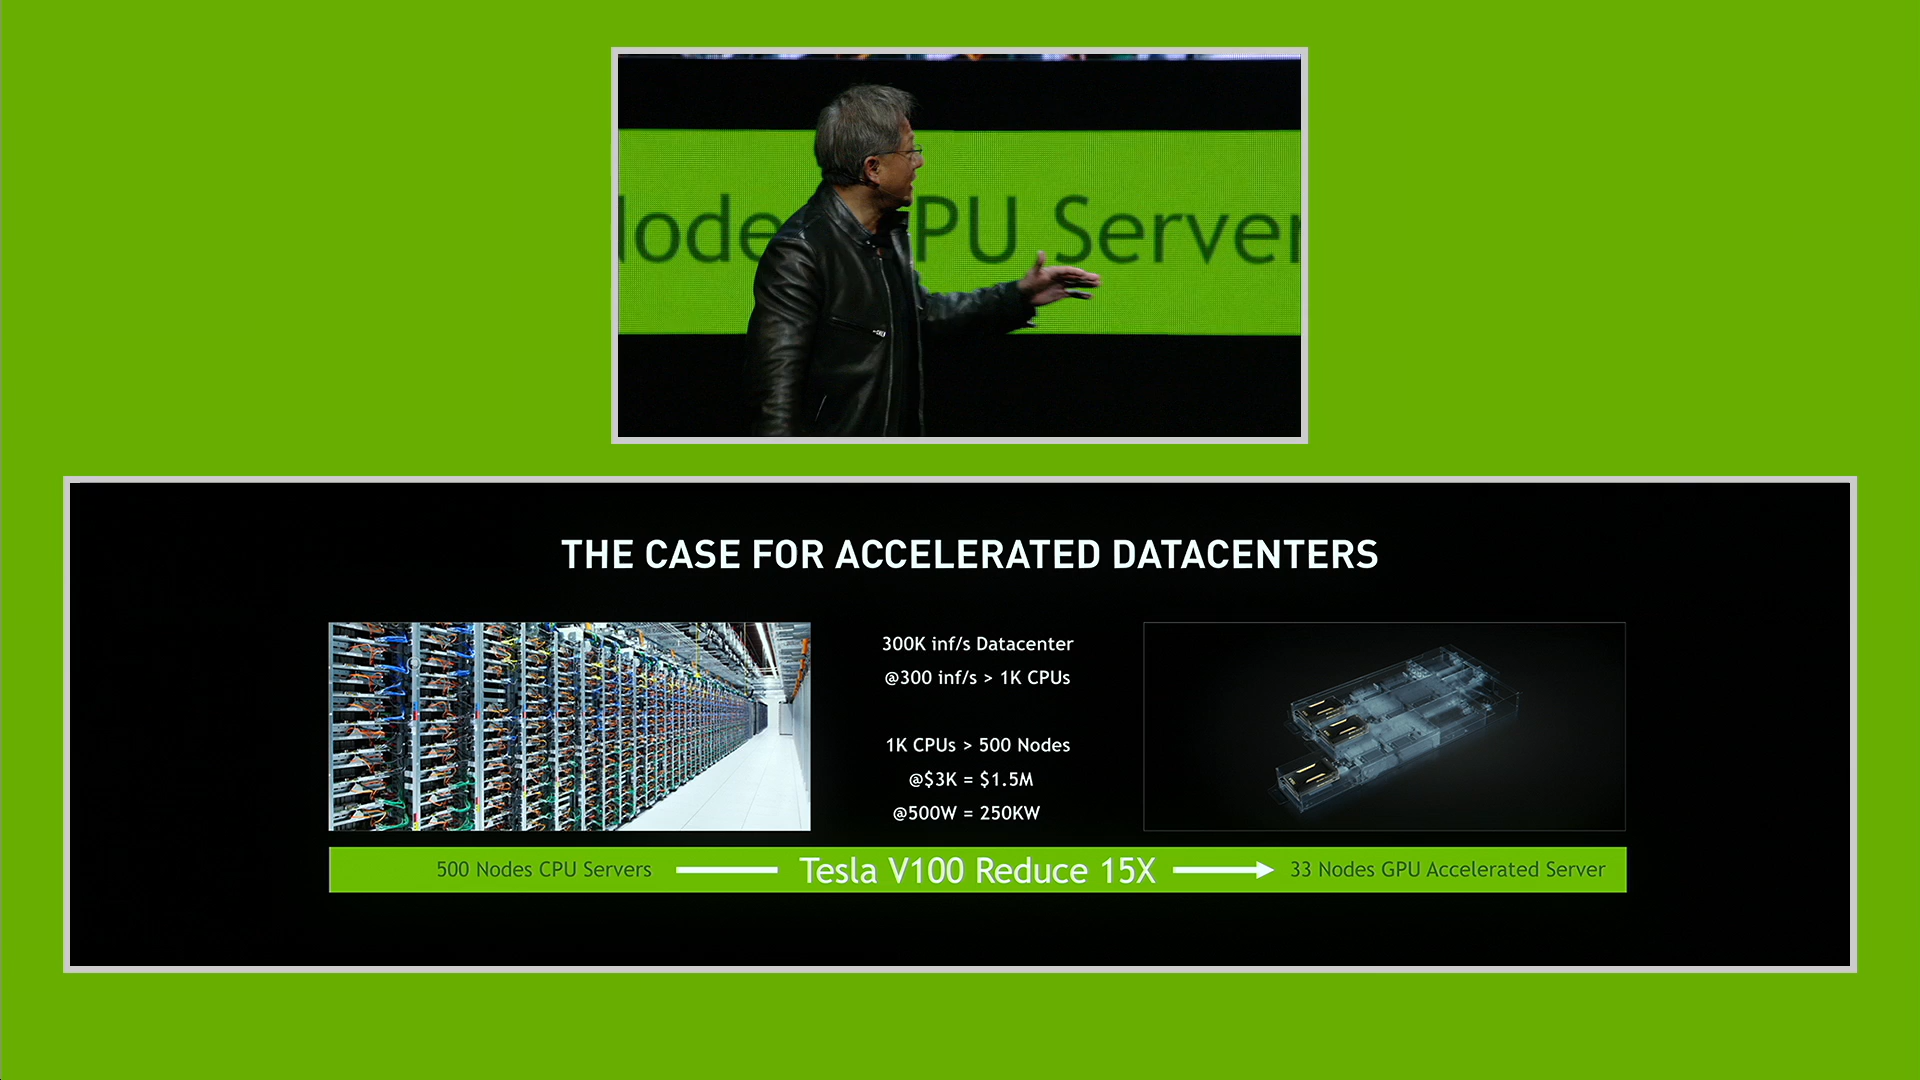 PU Server
THE CASE FOR ACCELERATED DATACENTERS
300K inf/s Datacenter
@300 inf/s > 1K CPUs
1K CPUs > 500 Nodes
@$3K = $1.5M
@500W = 250KW
500 Nodes CPU Servers
Tesla V100 Reduce 15X
33 Nodes GPU Accelerated Server